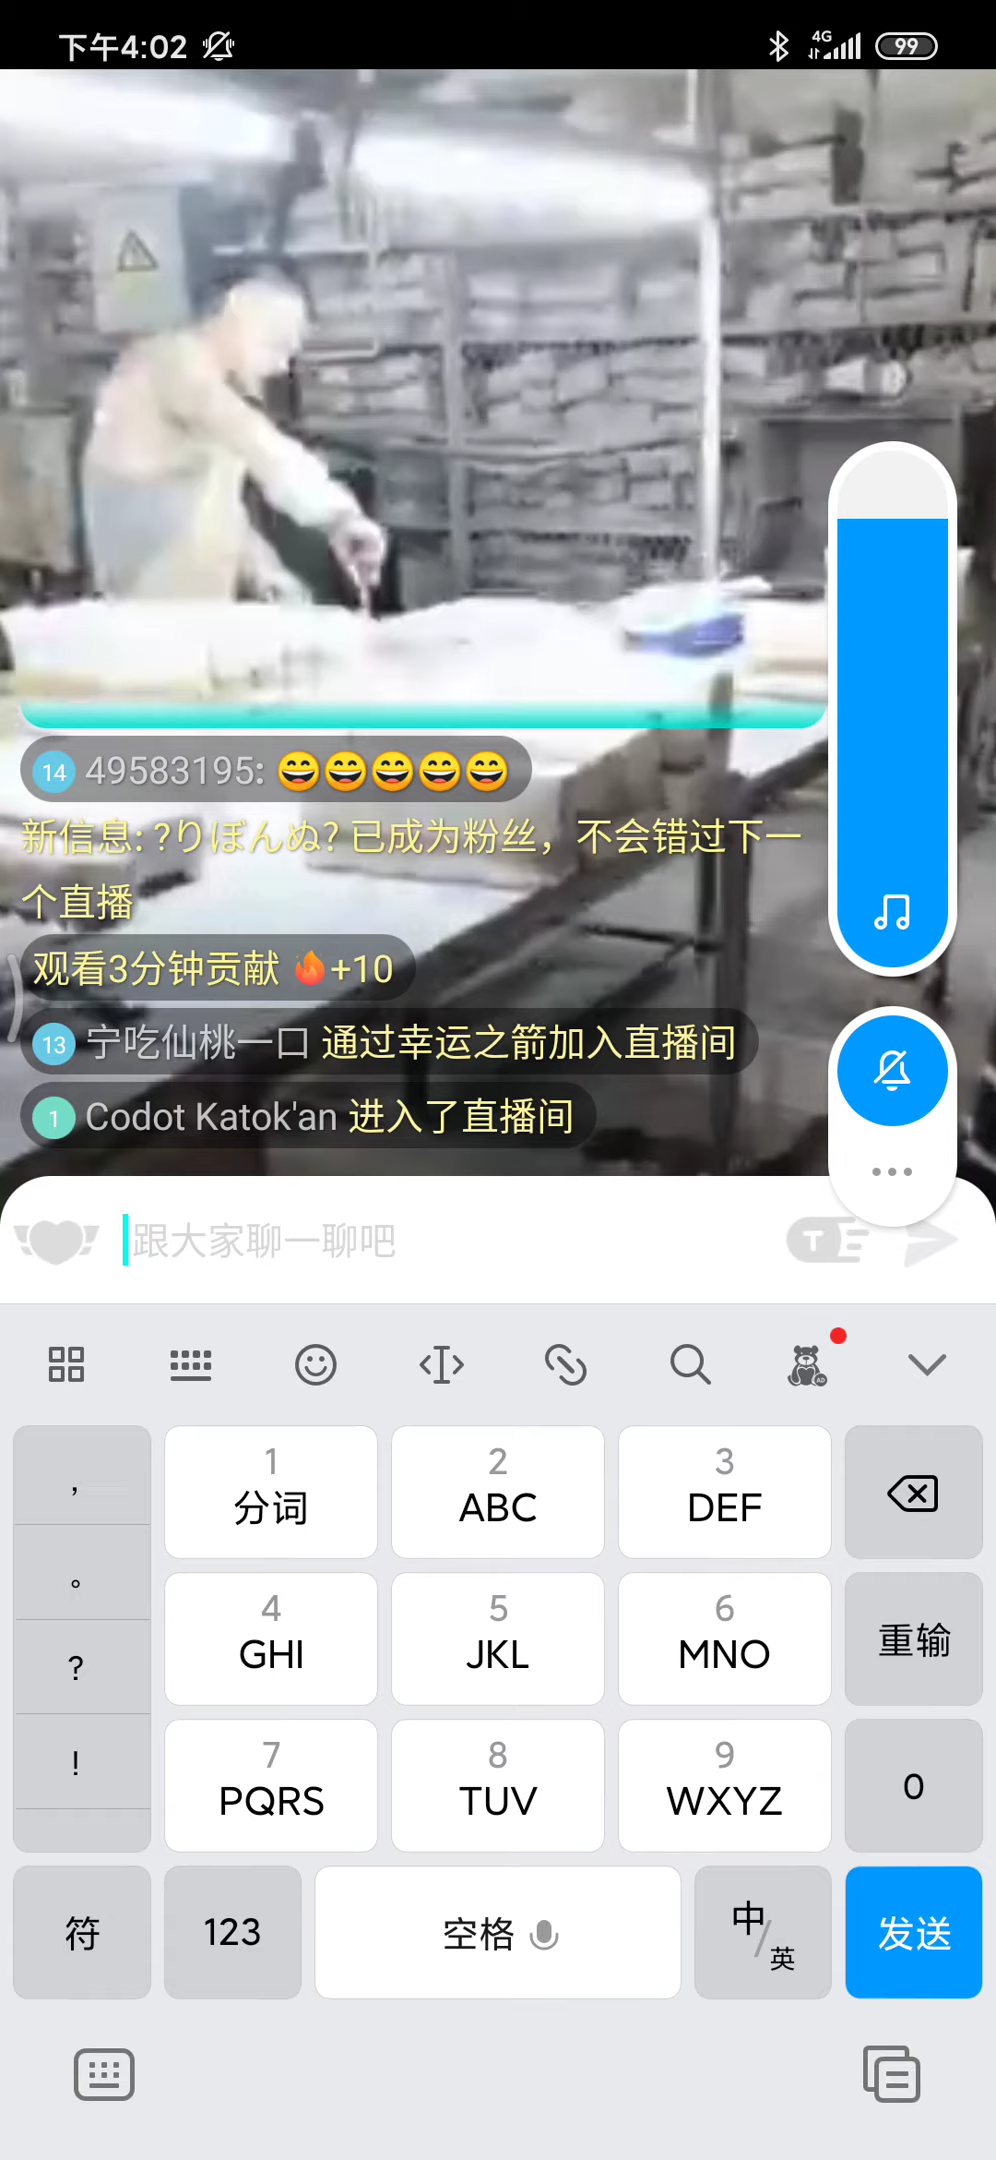 下午4:02
4G
99
14 49583195: 😄😄😄😄😄
新信息: ?りぼんぬ? 已成为粉丝，不会错过下一
个直播
观看3分钟贡献 🔥+10
13 宁吃仙桃一口 通过幸运之箭加入直播间
1 Codot Katok'an 进入了直播间
跟大家聊一聊吧
T
AD
，
1
分词
2
ABC
3
DEF
。
4
GHI
5
JKL
6
MNO
重输
?
!
7
PQRS
8
TUV
9
WXYZ
0
符
123
空格
中/英
发送